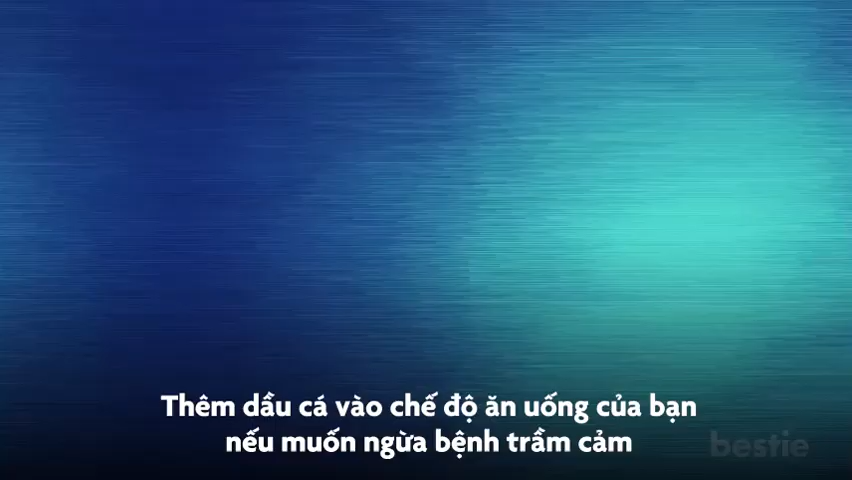 Thêm dầu cá vào chế độ ăn uống của bạn
nếu muốn ngừa bệnh trầm cảm
bestie